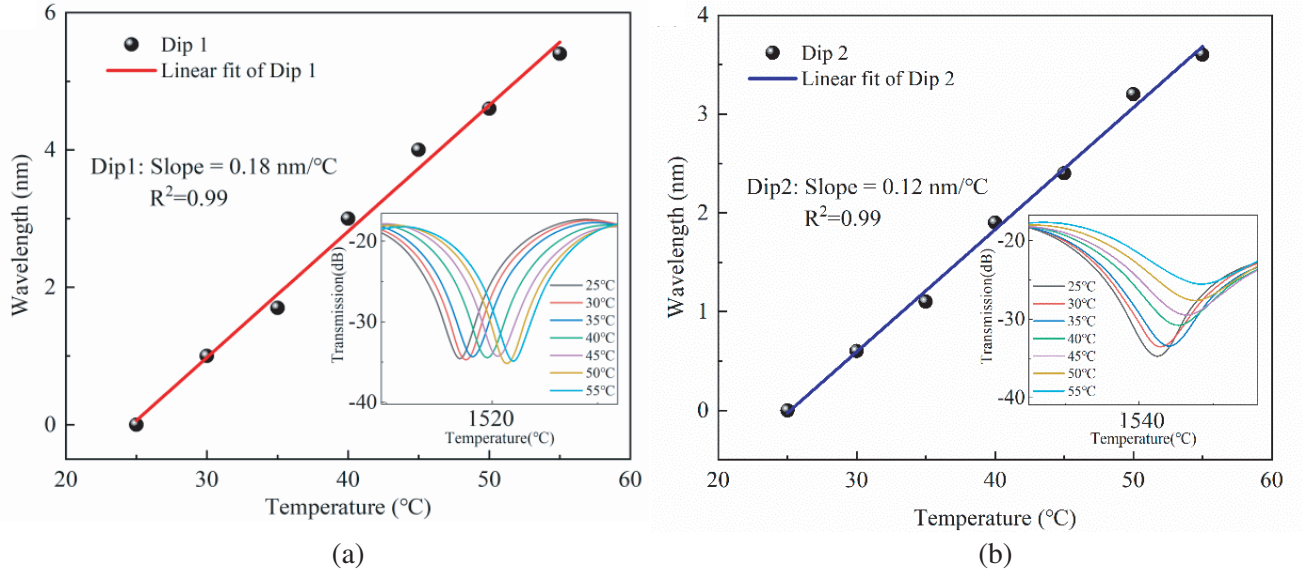 6
4
2
0
20
30
40
50
60
Wavelength (nm)
Temperature (℃)
Dip 1
Linear fit of Dip 1
Dip1: Slope = 0.18 nm/℃
R²=0.99
-20
-30
-40
Transmission(dB)
25℃
30℃
35℃
40℃
45℃
50℃
55℃
1520
Temperature(℃)
(a)
4
3
2
1
0
20
30
40
50
60
Wavelength (nm)
Temperature (℃)
Dip 2
Linear fit of Dip 2
Dip2: Slope = 0.12 nm/℃
R²=0.99
-20
-30
-40
Transmission(dB)
25℃
30℃
35℃
40℃
45℃
50℃
55℃
1540
Temperature(℃)
(b)